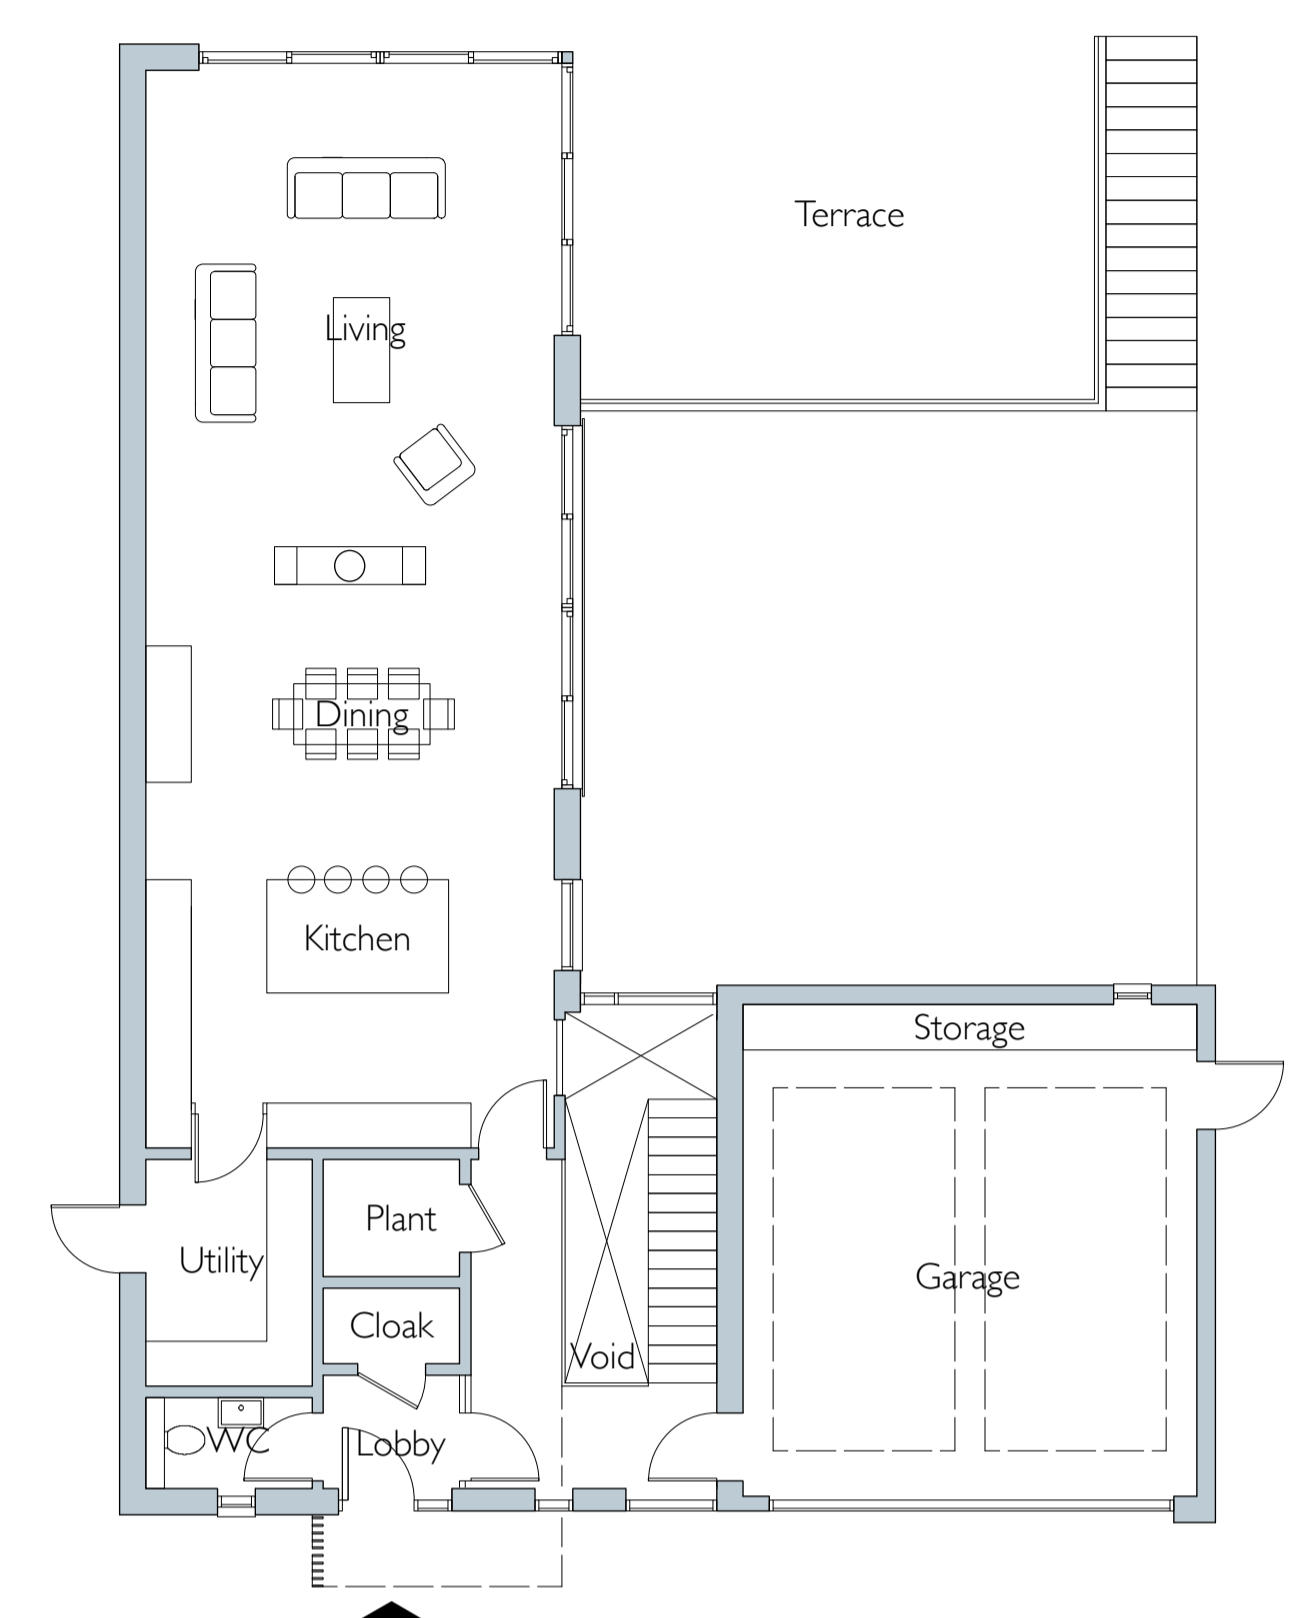 Terrace
Living
Dining
Kitchen
Storage
Plant
Utility
Garage
Cloak
Void
WC
Lobby